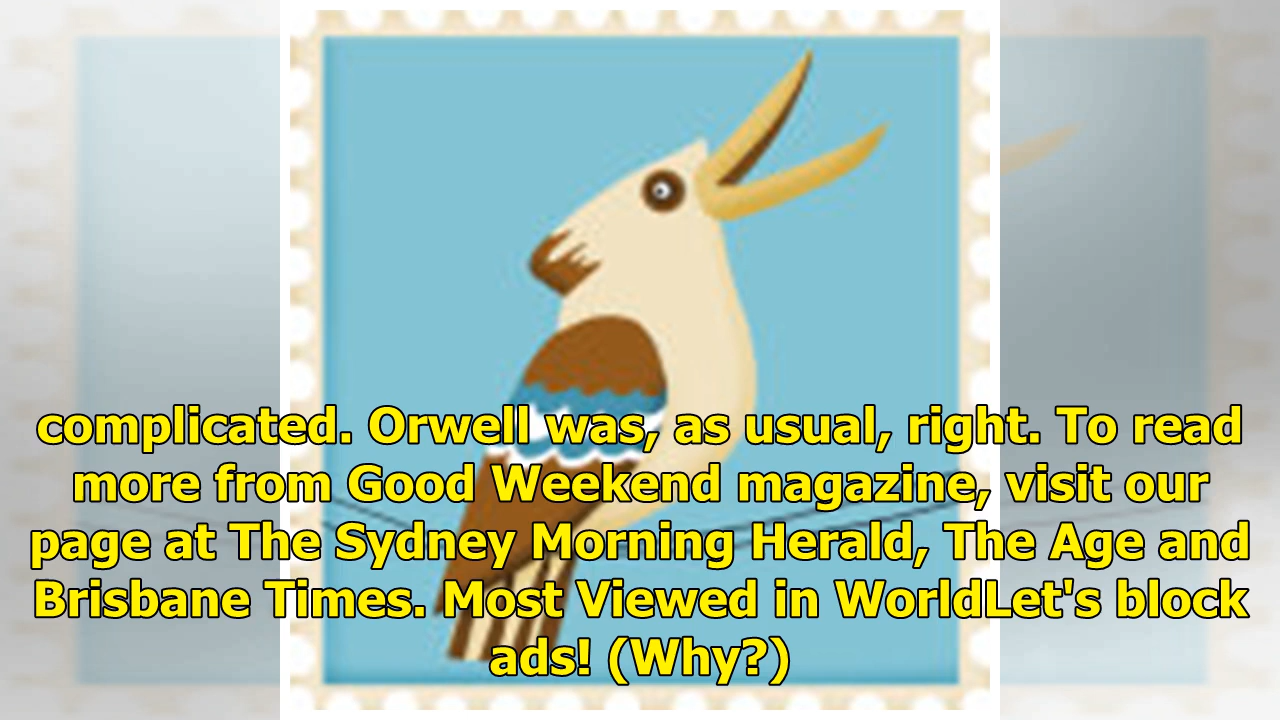 complicated. Orwell was, as usual, right. To read
more from Good Weekend magazine, visit our
page at The Sydney Morning Herald, The Age and
Brisbane Times. Most Viewed in WorldLet's block
ads! (Why?)